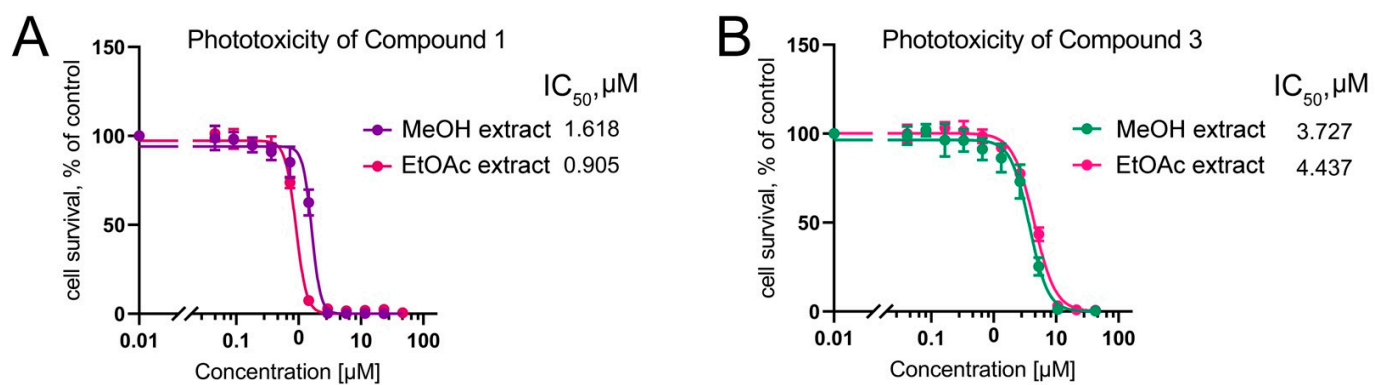 A
Phototoxicity of Compound 1
IC50,µM
MeOH extract 1.618
EtOAc extract 0.905
cell survival, % of control
150
100
50
0
0.01 0.1 0 10 100
Concentration [µM]
B
Phototoxicity of Compound 3
IC50,µM
MeOH extract 3.727
EtOAc extract 4.437
cell survival, % of control
150
100
50
0
0.01 0.1 0 10 100
Concentration [µM]